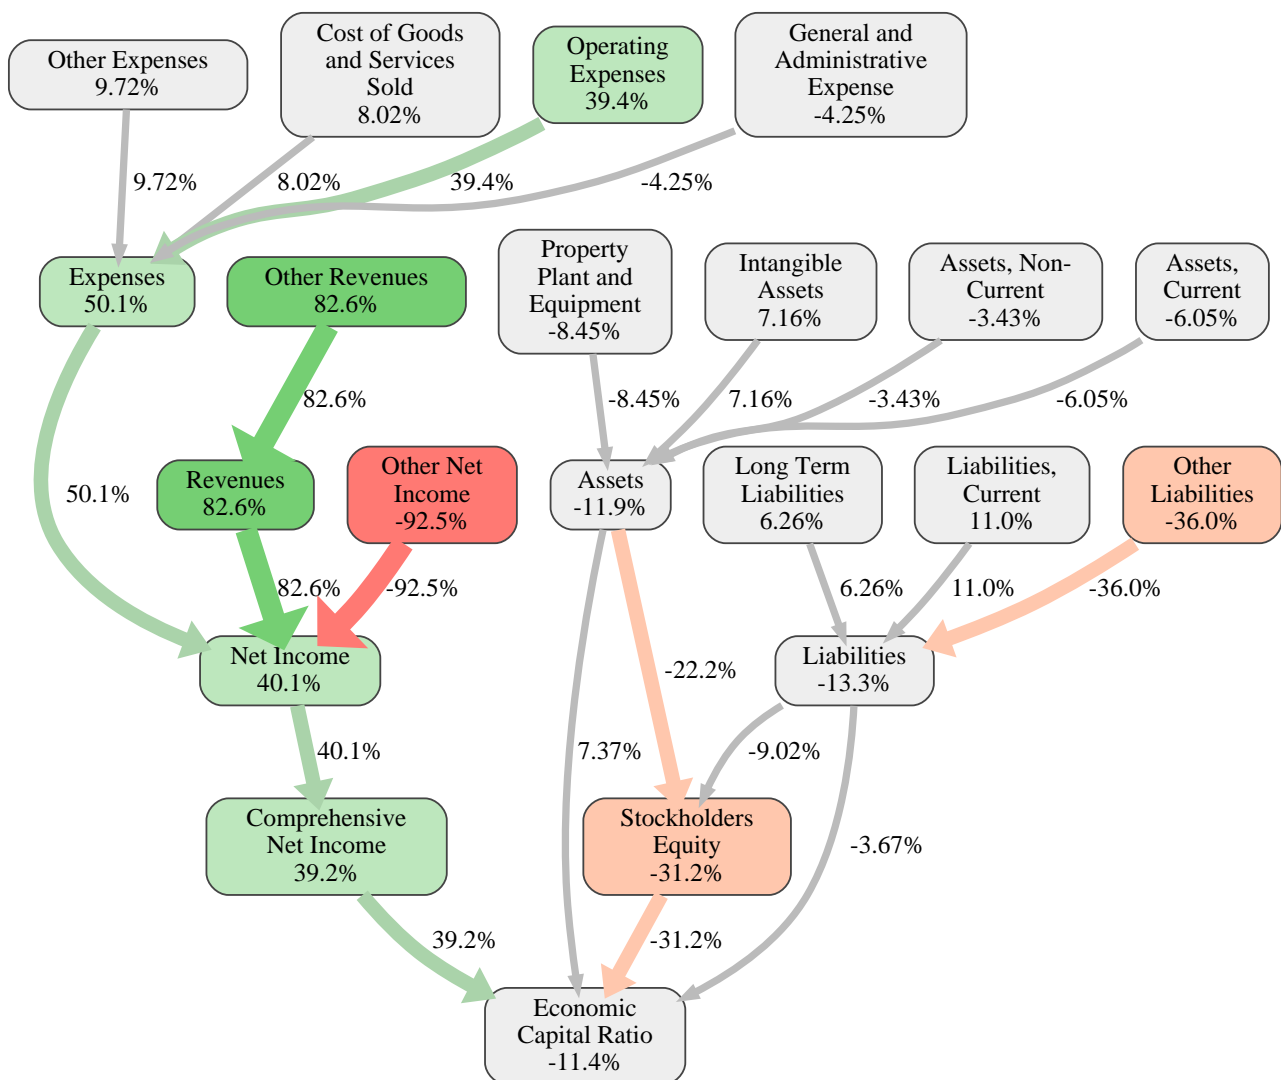 Other Expenses
9.72%
Cost of Goods
and Services
Sold
8.02%
Operating
Expenses
39.4%
General and
Administrative
Expense
-4.25%
9.72%
8.02%
39.4%
-4.25%
Expenses
50.1%
Other Revenues
82.6%
Property
Plant and
Equipment
-8.45%
Intangible
Assets
7.16%
Assets, Non-
Current
-3.43%
Assets,
Current
-6.05%
82.6%
-8.45%
7.16%
-3.43%
-6.05%
50.1%
Revenues
82.6%
Other Net
Income
-92.5%
Assets
-11.9%
Long Term
Liabilities
6.26%
Liabilities,
Current
11.0%
Other
Liabilities
-36.0%
82.6%
-92.5%
6.26%
11.0%
-36.0%
Net Income
40.1%
-22.2%
Liabilities
-13.3%
40.1%
7.37%
-9.02%
Comprehensive
Net Income
39.2%
Stockholders
Equity
-31.2%
-3.67%
39.2%
-31.2%
Economic
Capital Ratio
-11.4%